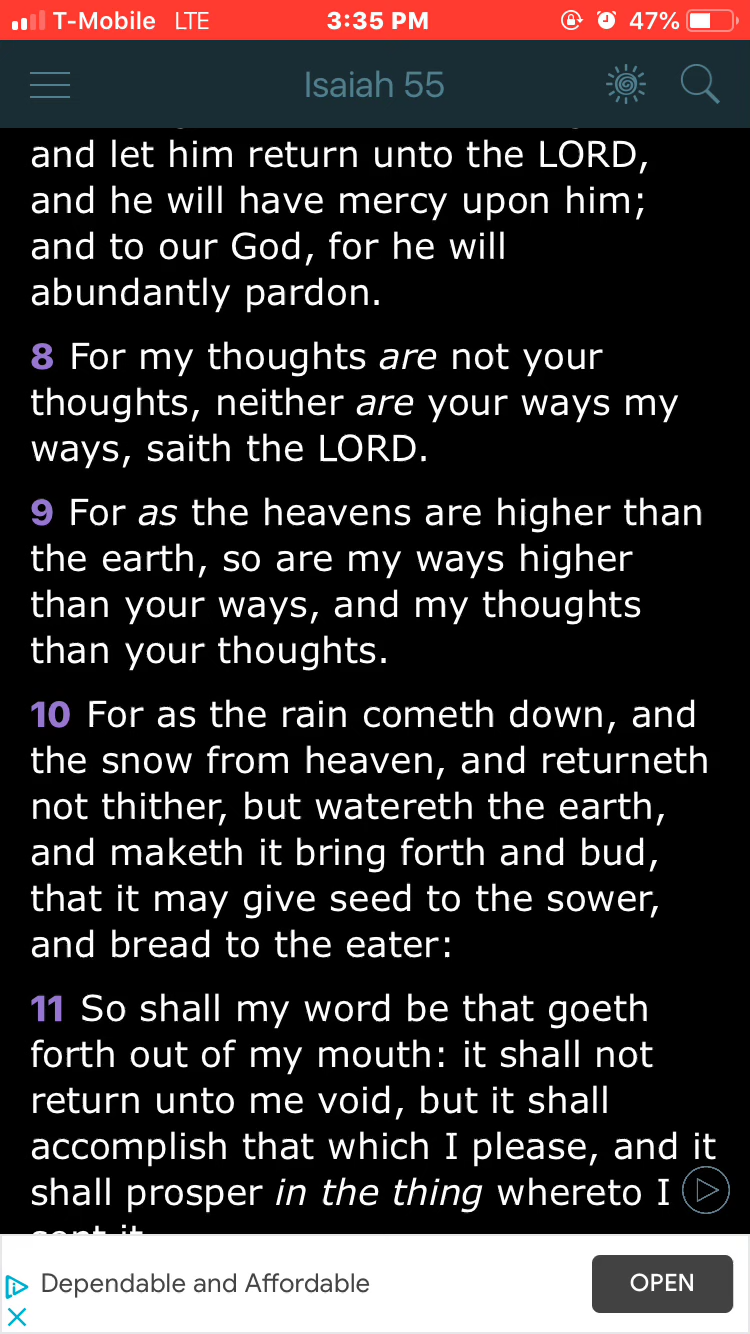 T-Mobile LTE 3:35 PM 47%
Isaiah 55
and let him return unto the LORD,
and he will have mercy upon him;
and to our God, for he will
abundantly pardon.
8 For my thoughts are not your
thoughts, neither are your ways my
ways, saith the LORD.
9 For as the heavens are higher than
the earth, so are my ways higher
than your ways, and my thoughts
than your thoughts.
10 For as the rain cometh down, and
the snow from heaven, and returneth
not thither, but watereth the earth,
and maketh it bring forth and bud,
that it may give seed to the sower,
and bread to the eater:
11 So shall my word be that goeth
forth out of my mouth: it shall not
return unto me void, but it shall
accomplish that which I please, and it
shall prosper in the thing whereto I
sent it
Dependable and Affordable
OPEN